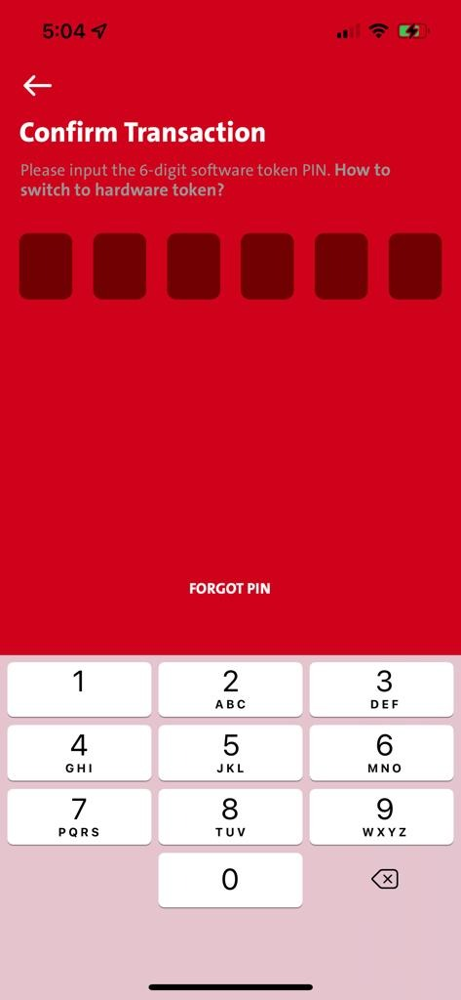 5:04
Confirm Transaction
Please input the 6-digit software token PIN. How to
switch to hardware token?
FORGOT PIN
1 2 3
ABC DEF
4 5 6
GHI JKL MNO
7 8 9
PQRS TUV WXYZ
0